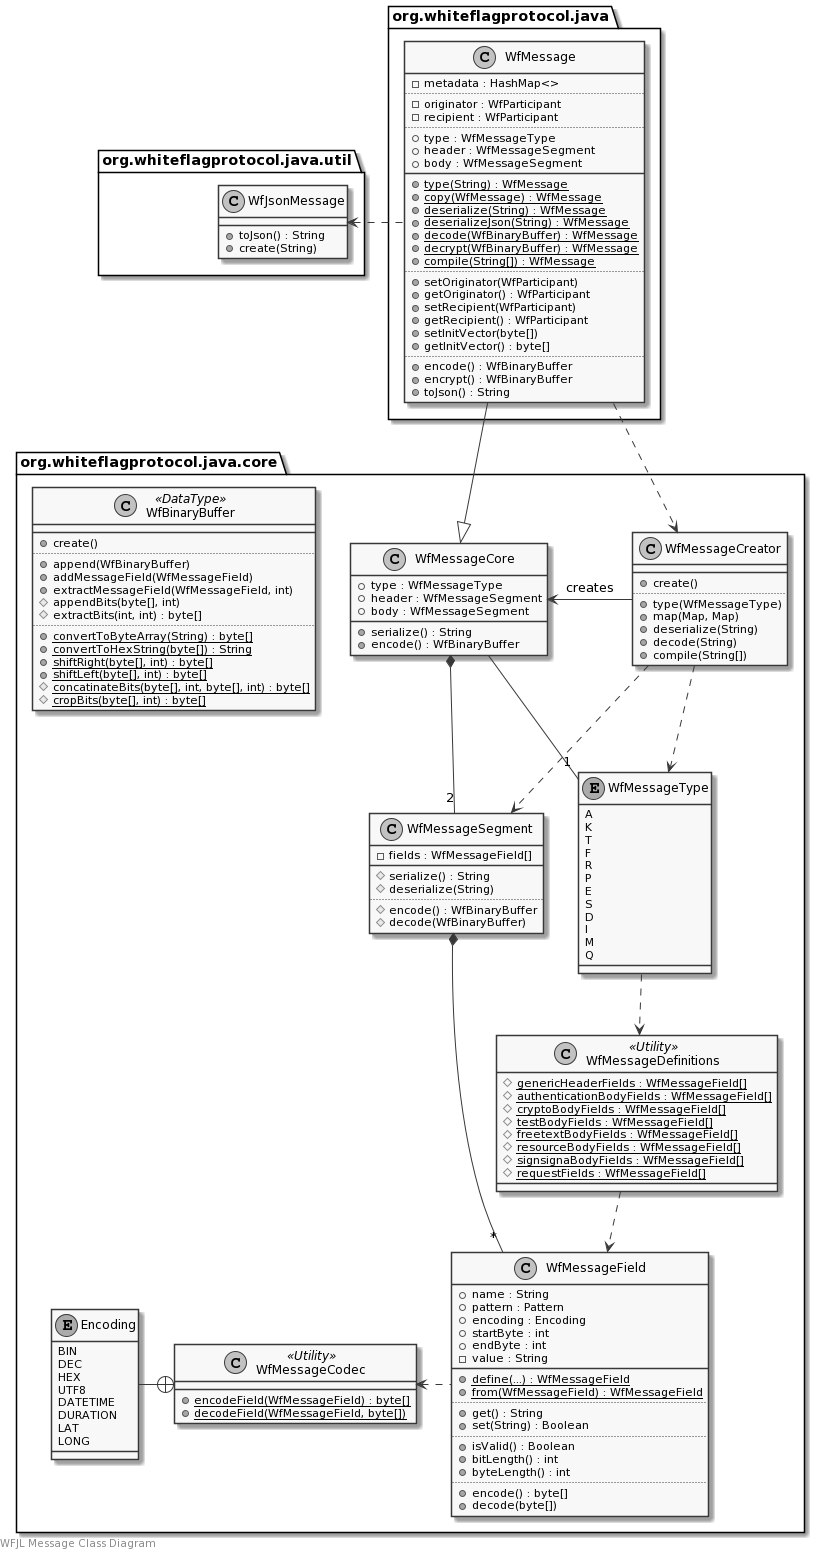 org.whiteflagprotocol.java
C WfMessage
metadata : HashMap<>
originator : WfParticipant
recipient : WfParticipant
type : WfMessageType
header : WfMessageSegment
body : WfMessageSegment
type(String) : WfMessage
copy(WfMessage) : WfMessage
deserialize(String) : WfMessage
deserializeJson(String) : WfMessage
decode(WfBinaryBuffer) : WfMessage
decrypt(WfBinaryBuffer) : WfMessage
compile(String[]) : WfMessage
setOriginator(WfParticipant)
getOriginator() : WfParticipant
setRecipient(WfParticipant)
getRecipient() : WfParticipant
setInitVector(byte[])
getInitVector() : byte[]
encode() : WfBinaryBuffer
encrypt() : WfBinaryBuffer
toJson() : String
org.whiteflagprotocol.java.util
C WfJsonMessage
toJson() : String
create(String)
org.whiteflagprotocol.java.core
C «DataType»
WfBinaryBuffer
create()
append(WfBinaryBuffer)
addMessageField(WfMessageField)
extractMessageField(WfMessageField, int)
appendBits(byte[], int)
extractBits(int, int) : byte[]
convertToByteArray(String) : byte[]
convertToHexString(byte[]) : String
shiftRight(byte[], int) : byte[]
shiftLeft(byte[], int) : byte[]
concatinateBits(byte[], int, byte[], int) : byte[]
cropBits(byte[], int) : byte[]
C WfMessageCore
type : WfMessageType
header : WfMessageSegment
body : WfMessageSegment
serialize() : String
encode() : WfBinaryBuffer
creates
C WfMessageCreator
create()
type(WfMessageType)
map(Map, Map)
deserialize(String)
decode(String)
compile(String[])
1
2
C WfMessageSegment
fields : WfMessageField[]
serialize() : String
deserialize(String)
encode() : WfBinaryBuffer
decode(WfBinaryBuffer)
E WfMessageType
A
K
T
F
R
P
E
S
D
I
M
Q
C «Utility»
WfMessageDefinitions
genericHeaderFields : WfMessageField[]
authenticationBodyFields : WfMessageField[]
cryptoBodyFields : WfMessageField[]
testBodyFields : WfMessageField[]
freetextBodyFields : WfMessageField[]
resourceBodyFields : WfMessageField[]
signsignaBodyFields : WfMessageField[]
requestFields : WfMessageField[]
*
C WfMessageField
name : String
pattern : Pattern
encoding : Encoding
startByte : int
endByte : int
value : String
define(...) : WfMessageField
from(WfMessageField) : WfMessageField
get() : String
set(String) : Boolean
isValid() : Boolean
bitLength() : int
byteLength() : int
encode() : byte[]
decode(byte[])
E Encoding
BIN
DEC
HEX
UTF8
DATETIME
DURATION
LAT
LONG
C «Utility»
WfMessageCodec
encodeField(WfMessageField) : byte[]
decodeField(WfMessageField, byte[])
WFJL Message Class Diagram